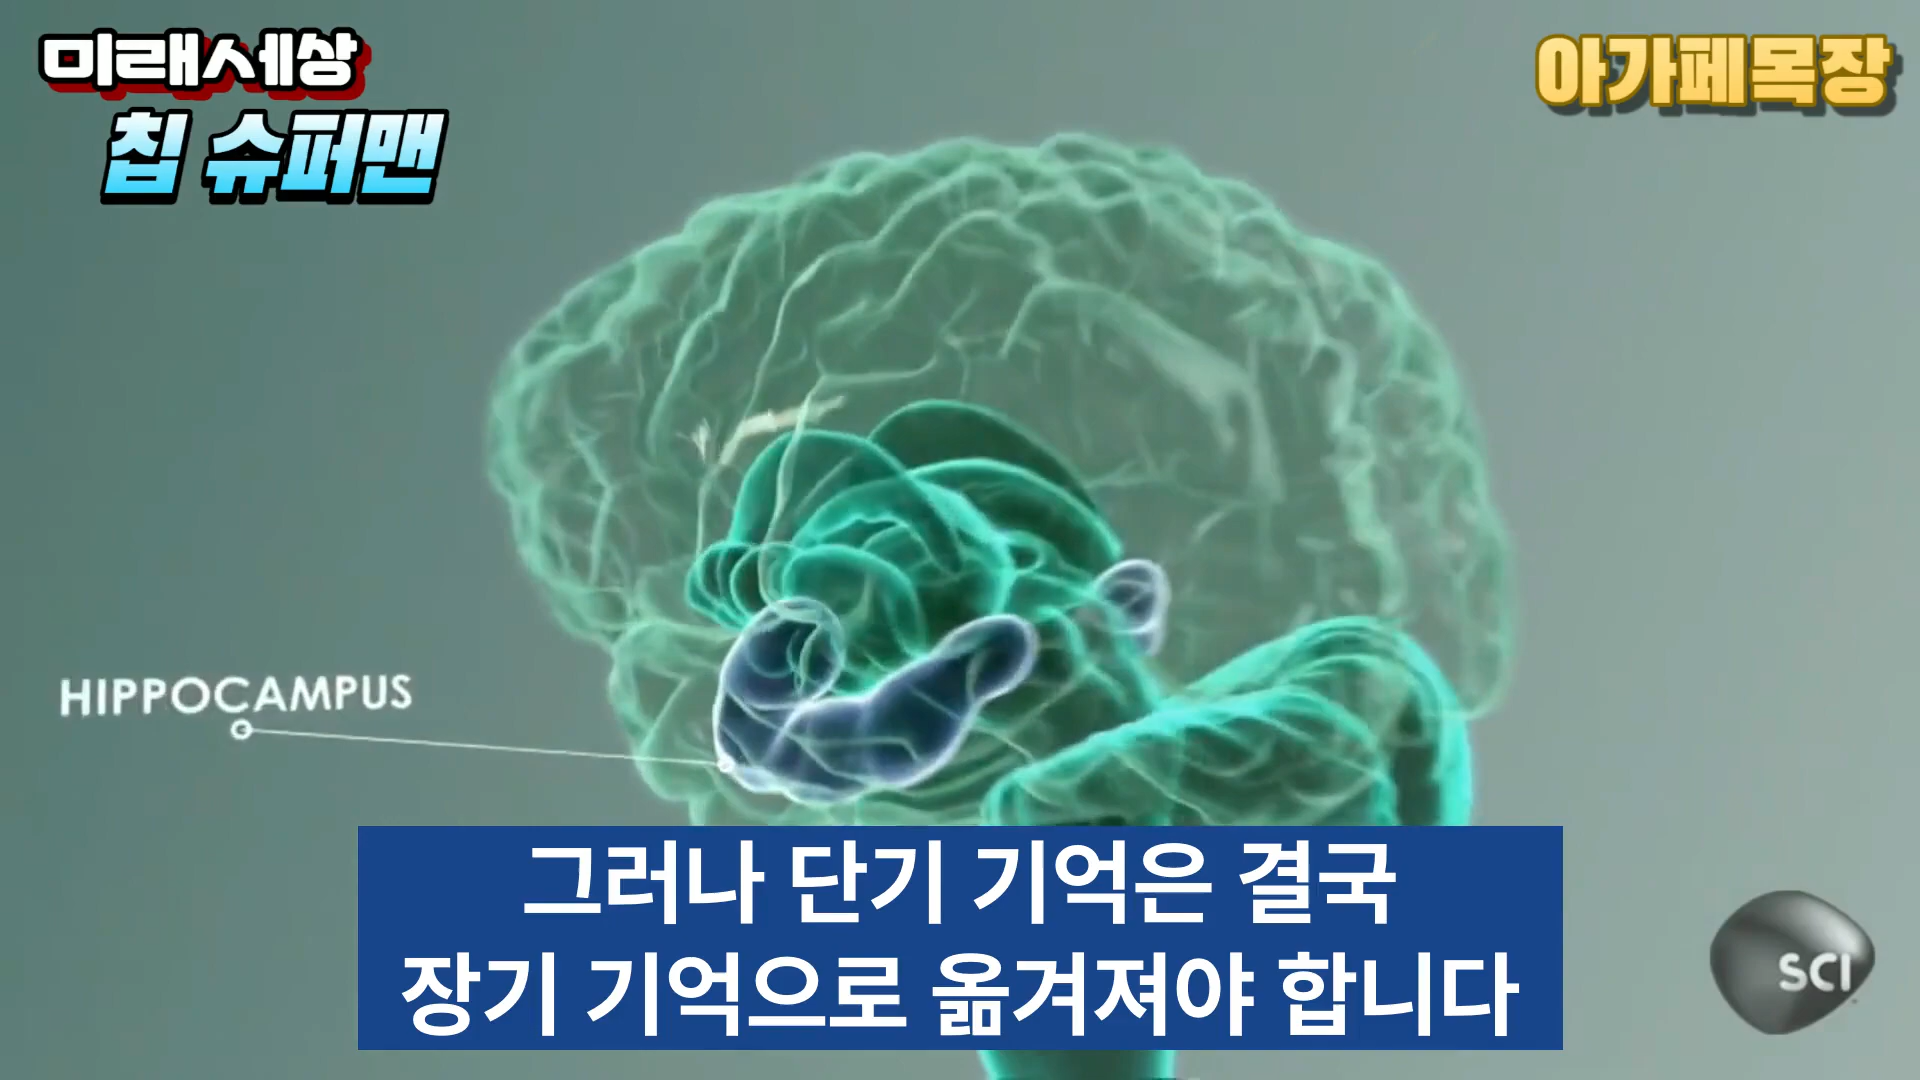 미래세상
칩 슈퍼맨
아가페목장
HIPPOCAMPUS
그러나 단기 기억은 결국
장기 기억으로 옮겨져야 합니다
SCI